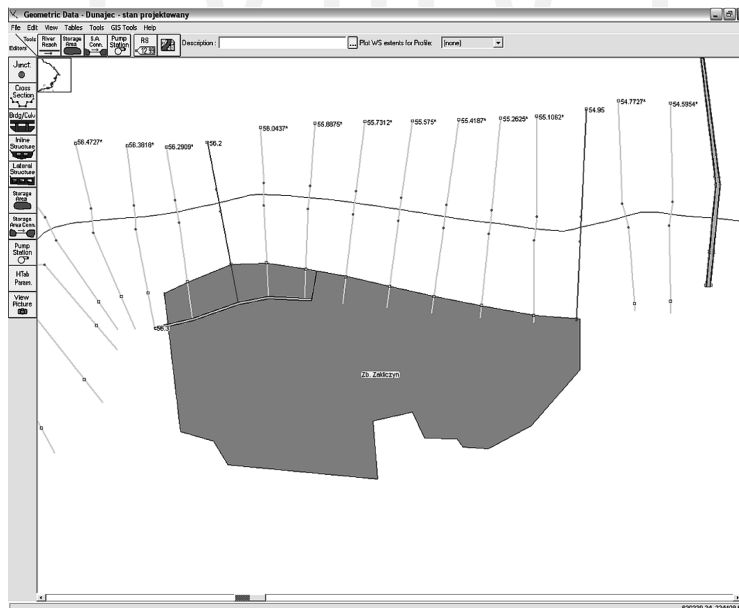 Geometric Data - Dunajec - stan projektowany
File Edit View Tables Tools GIS Tools Help
Tools
Editors
River Reach
Storage Area
S.A. Conn.
Pump Station
RS
Description :
...
Plot WS extents for Profile:
(none)
Junct.
Cross Section
Brdg/Culv
Inline Structure
Lateral Structure
Storage Area
Storage Area Conn.
Pump Station
HTab Param.
View Picture
56.4727*
56.3818*
56.2909*
56.2
56.0437*
55.8875*
55.7312*
55.575*
55.4187*
55.2625*
55.1062*
54.95
54.7727*
54.5954*
56.3
Zb. Zakliczyn